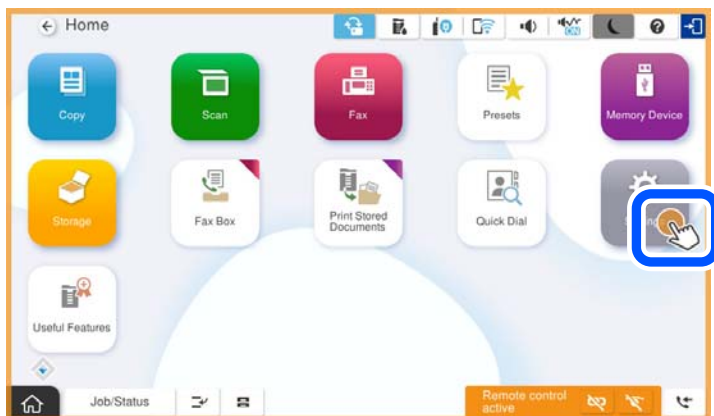 Home
ON
Copy
Scan
Fax
Presets
Memory Device
Storage
Fax Box
Print Stored
Documents
Quick Dial
Useful Features
Job/Status
Remote control
active